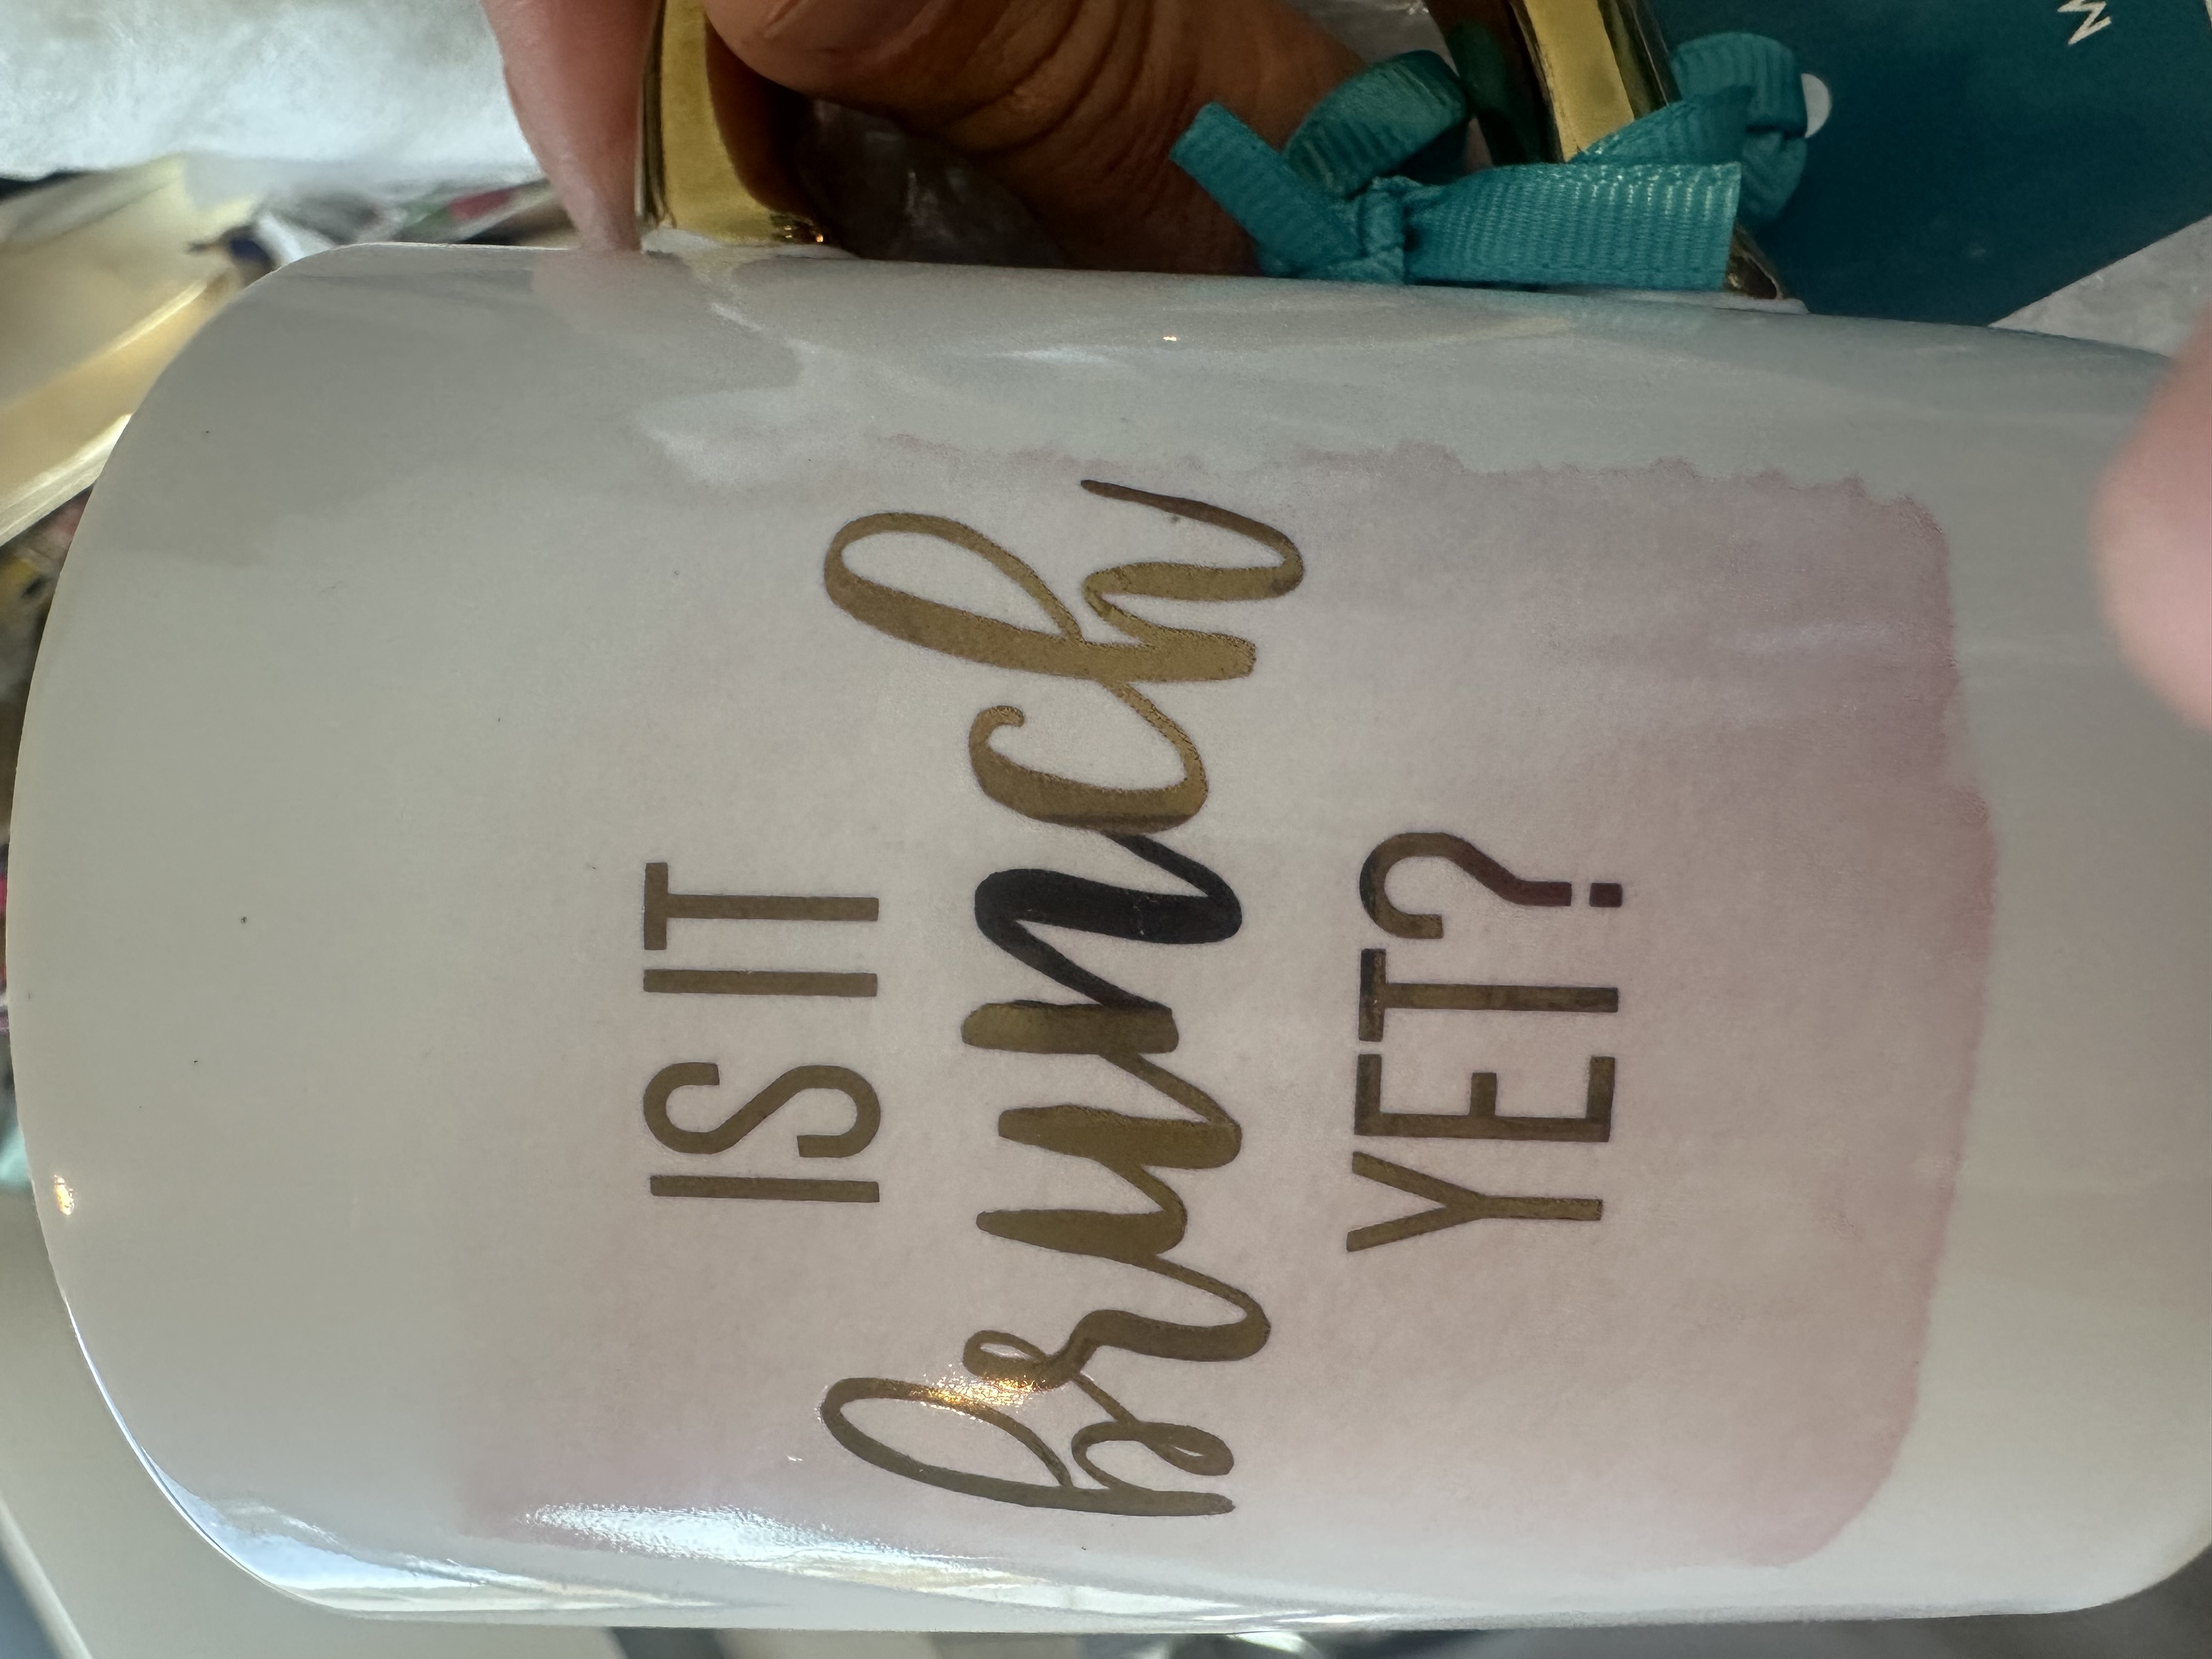 IS IT
brunch
YET?